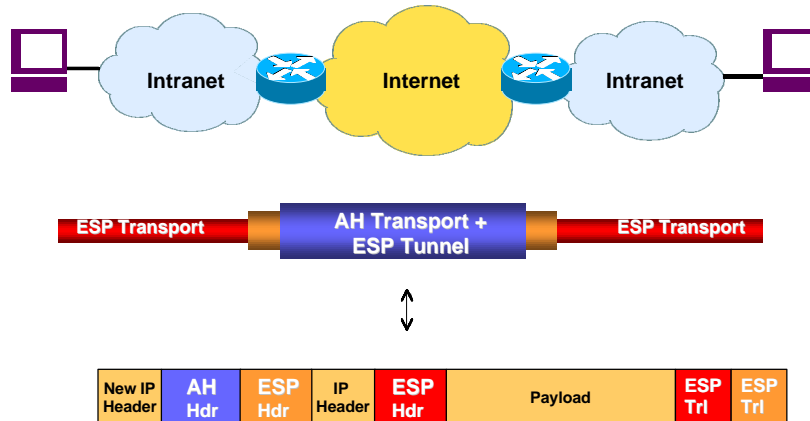 Intranet
Internet
Intranet
ESP Transport
AH Transport +
ESP Tunnel
ESP Transport
New IP
Header
AH
Hdr
ESP
Hdr
IP
Header
ESP
Hdr
Payload
ESP
Trl
ESP
Trl